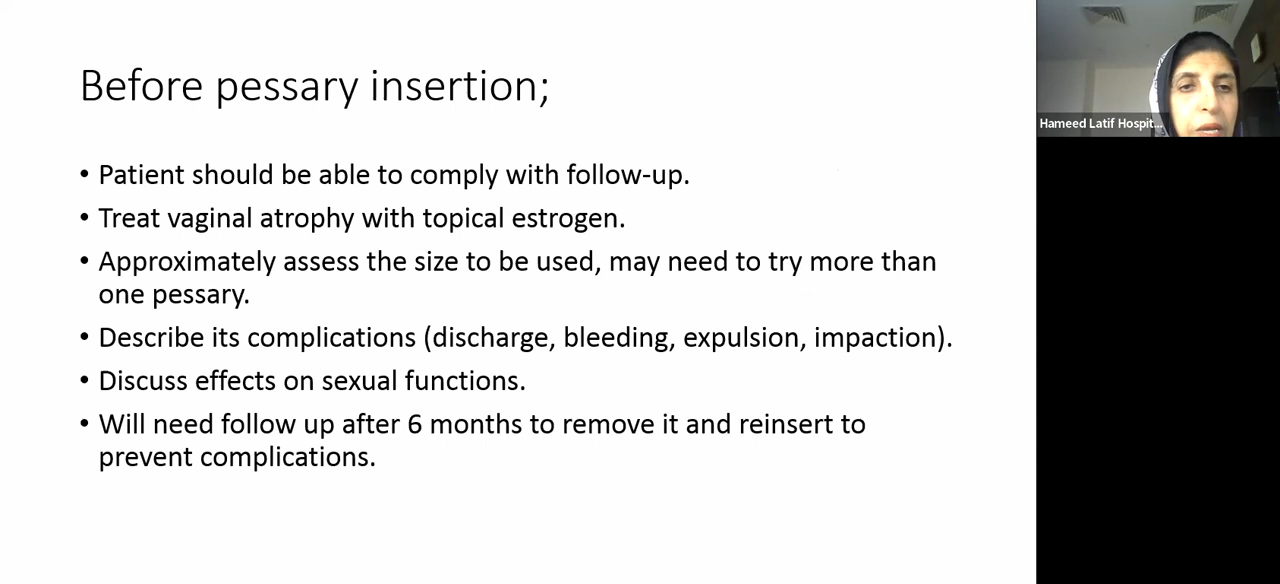 Before pessary insertion;
• Patient should be able to comply with follow-up.
• Treat vaginal atrophy with topical estrogen.
• Approximately assess the size to be used, may need to try more than
one pessary.
• Describe its complications (discharge, bleeding, expulsion, impaction).
• Discuss effects on sexual functions.
• Will need follow up after 6 months to remove it and reinsert to
prevent complications.
Hameed Latif Hospit...